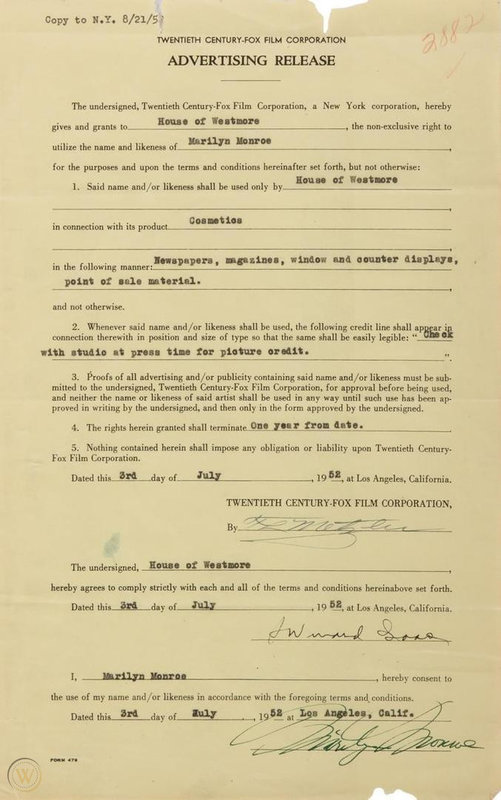 Copy to N.Y. 8/21/5
2882
TWENTIETH CENTURY-FOX FILM CORPORATION
ADVERTISING RELEASE
The undersigned, Twentieth Century-Fox Film Corporation, a New York corporation, hereby
gives and grants to House of Westmore, the non-exclusive right to
utilize the name and likeness of Marilyn Monroe,
for the purposes and upon the terms and conditions hereinafter set forth, but not otherwise:
1. Said name and/or likeness shall be used only by House of Westmore
,
in connection with its product Cosmetics
,
in the following manner: Newspapers, magazines, window and counter displays,
point of sale material.
and not otherwise.
2. Whenever said name and/or likeness shall be used, the following credit line shall appear in
connection therewith in position and size of type so that the same shall be easily legible: " Check
with studio at press time for picture credit. ".
3. Proofs of all advertising and/or publicity containing said name and/or likeness must be sub-
mitted to the undersigned, Twentieth Century-Fox Film Corporation, for approval before being used,
and neither the name or likeness of said artist shall be used in any way until such use has been ap-
proved in writing by the undersigned, and then only in the form approved by the undersigned.
4. The rights herein granted shall terminate One year from date.
5. Nothing contained herein shall impose any obligation or liability upon Twentieth Century-
Fox Film Corporation.
Dated this 3rd day of July, 1952, at Los Angeles, California.
TWENTIETH CENTURY-FOX FILM CORPORATION,
By
The undersigned, House of Westmore,
hereby agrees to comply strictly with each and all of the terms and conditions hereinabove set forth.
Dated this 3rd day of July, 1952, at Los Angeles, California.
I, Marilyn Monroe, hereby consent to
the use of my name and/or likeness in accordance with the foregoing terms and conditions.
Dated this 3rd day of July, 1952 at Los Angeles, Calif.
Marilyn Monroe
FORM 478
W